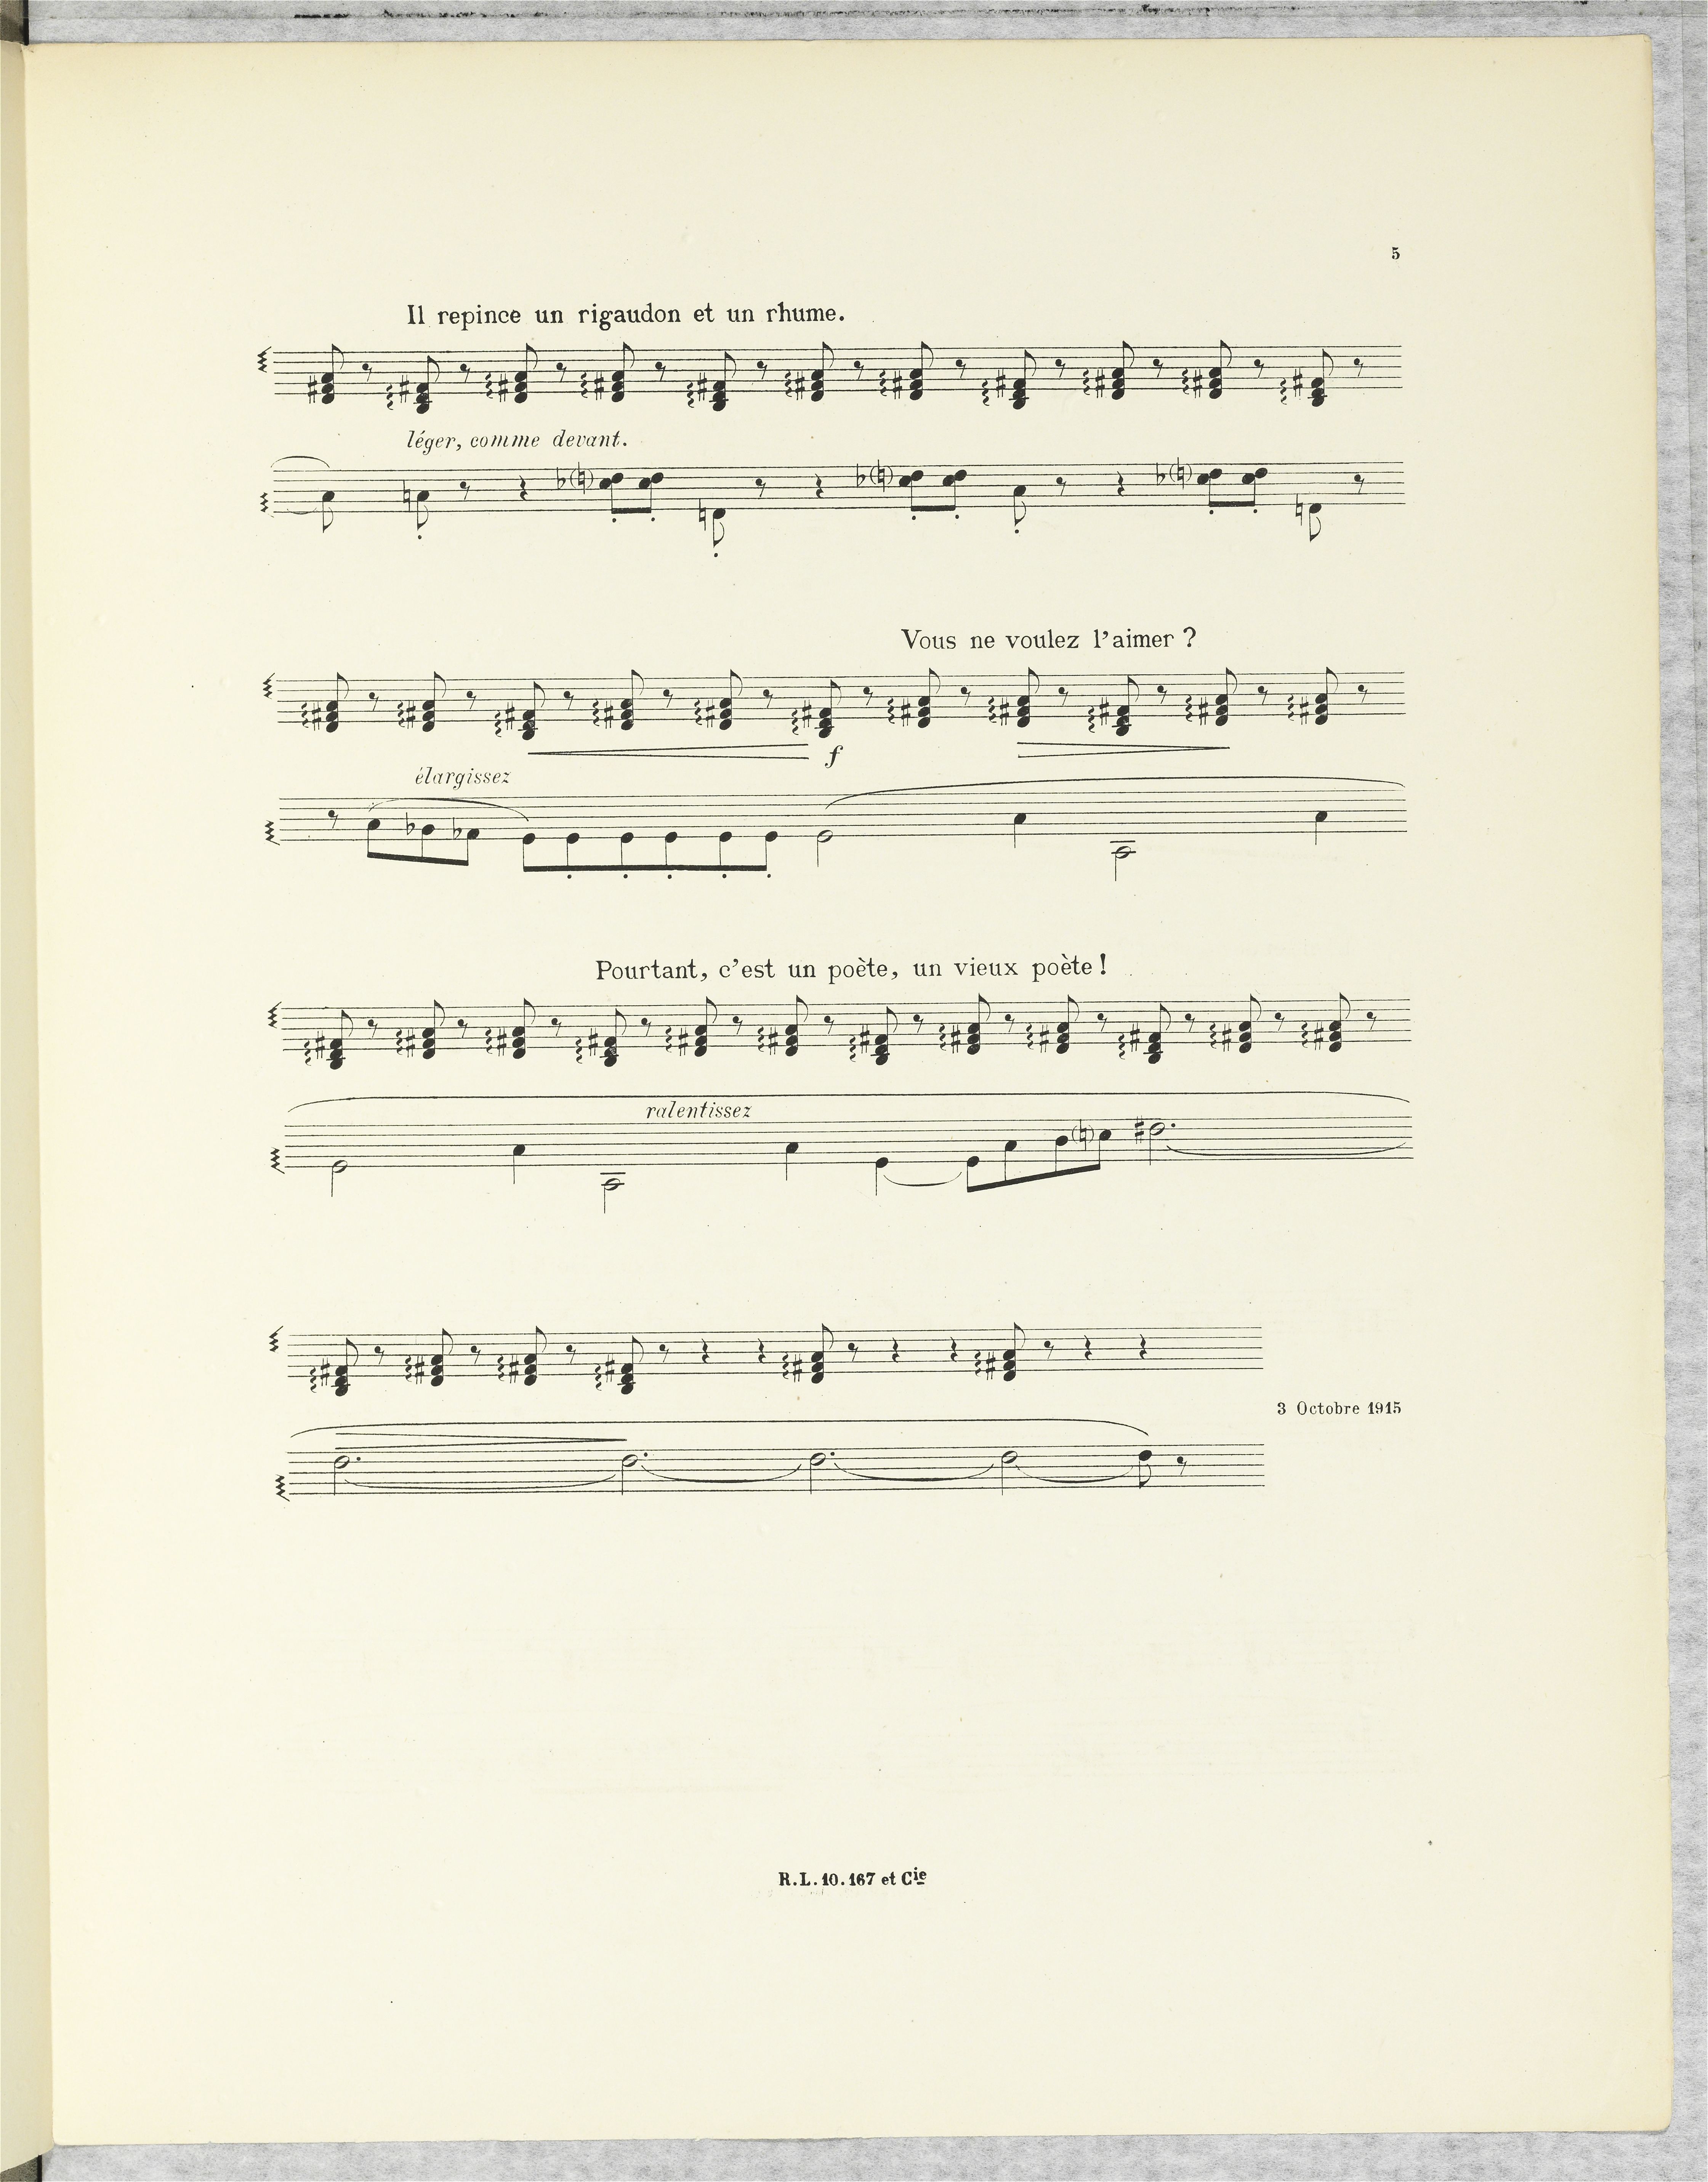 5
Il repince un rigaudon et un rhume.
léger, comme devant.
Vous ne voulez l'aimer ?
f
élargissez
Pourtant, c'est un poète, un vieux poète !
ralentissez
3 Octobre 1915
R.L. 10.167 et Cie